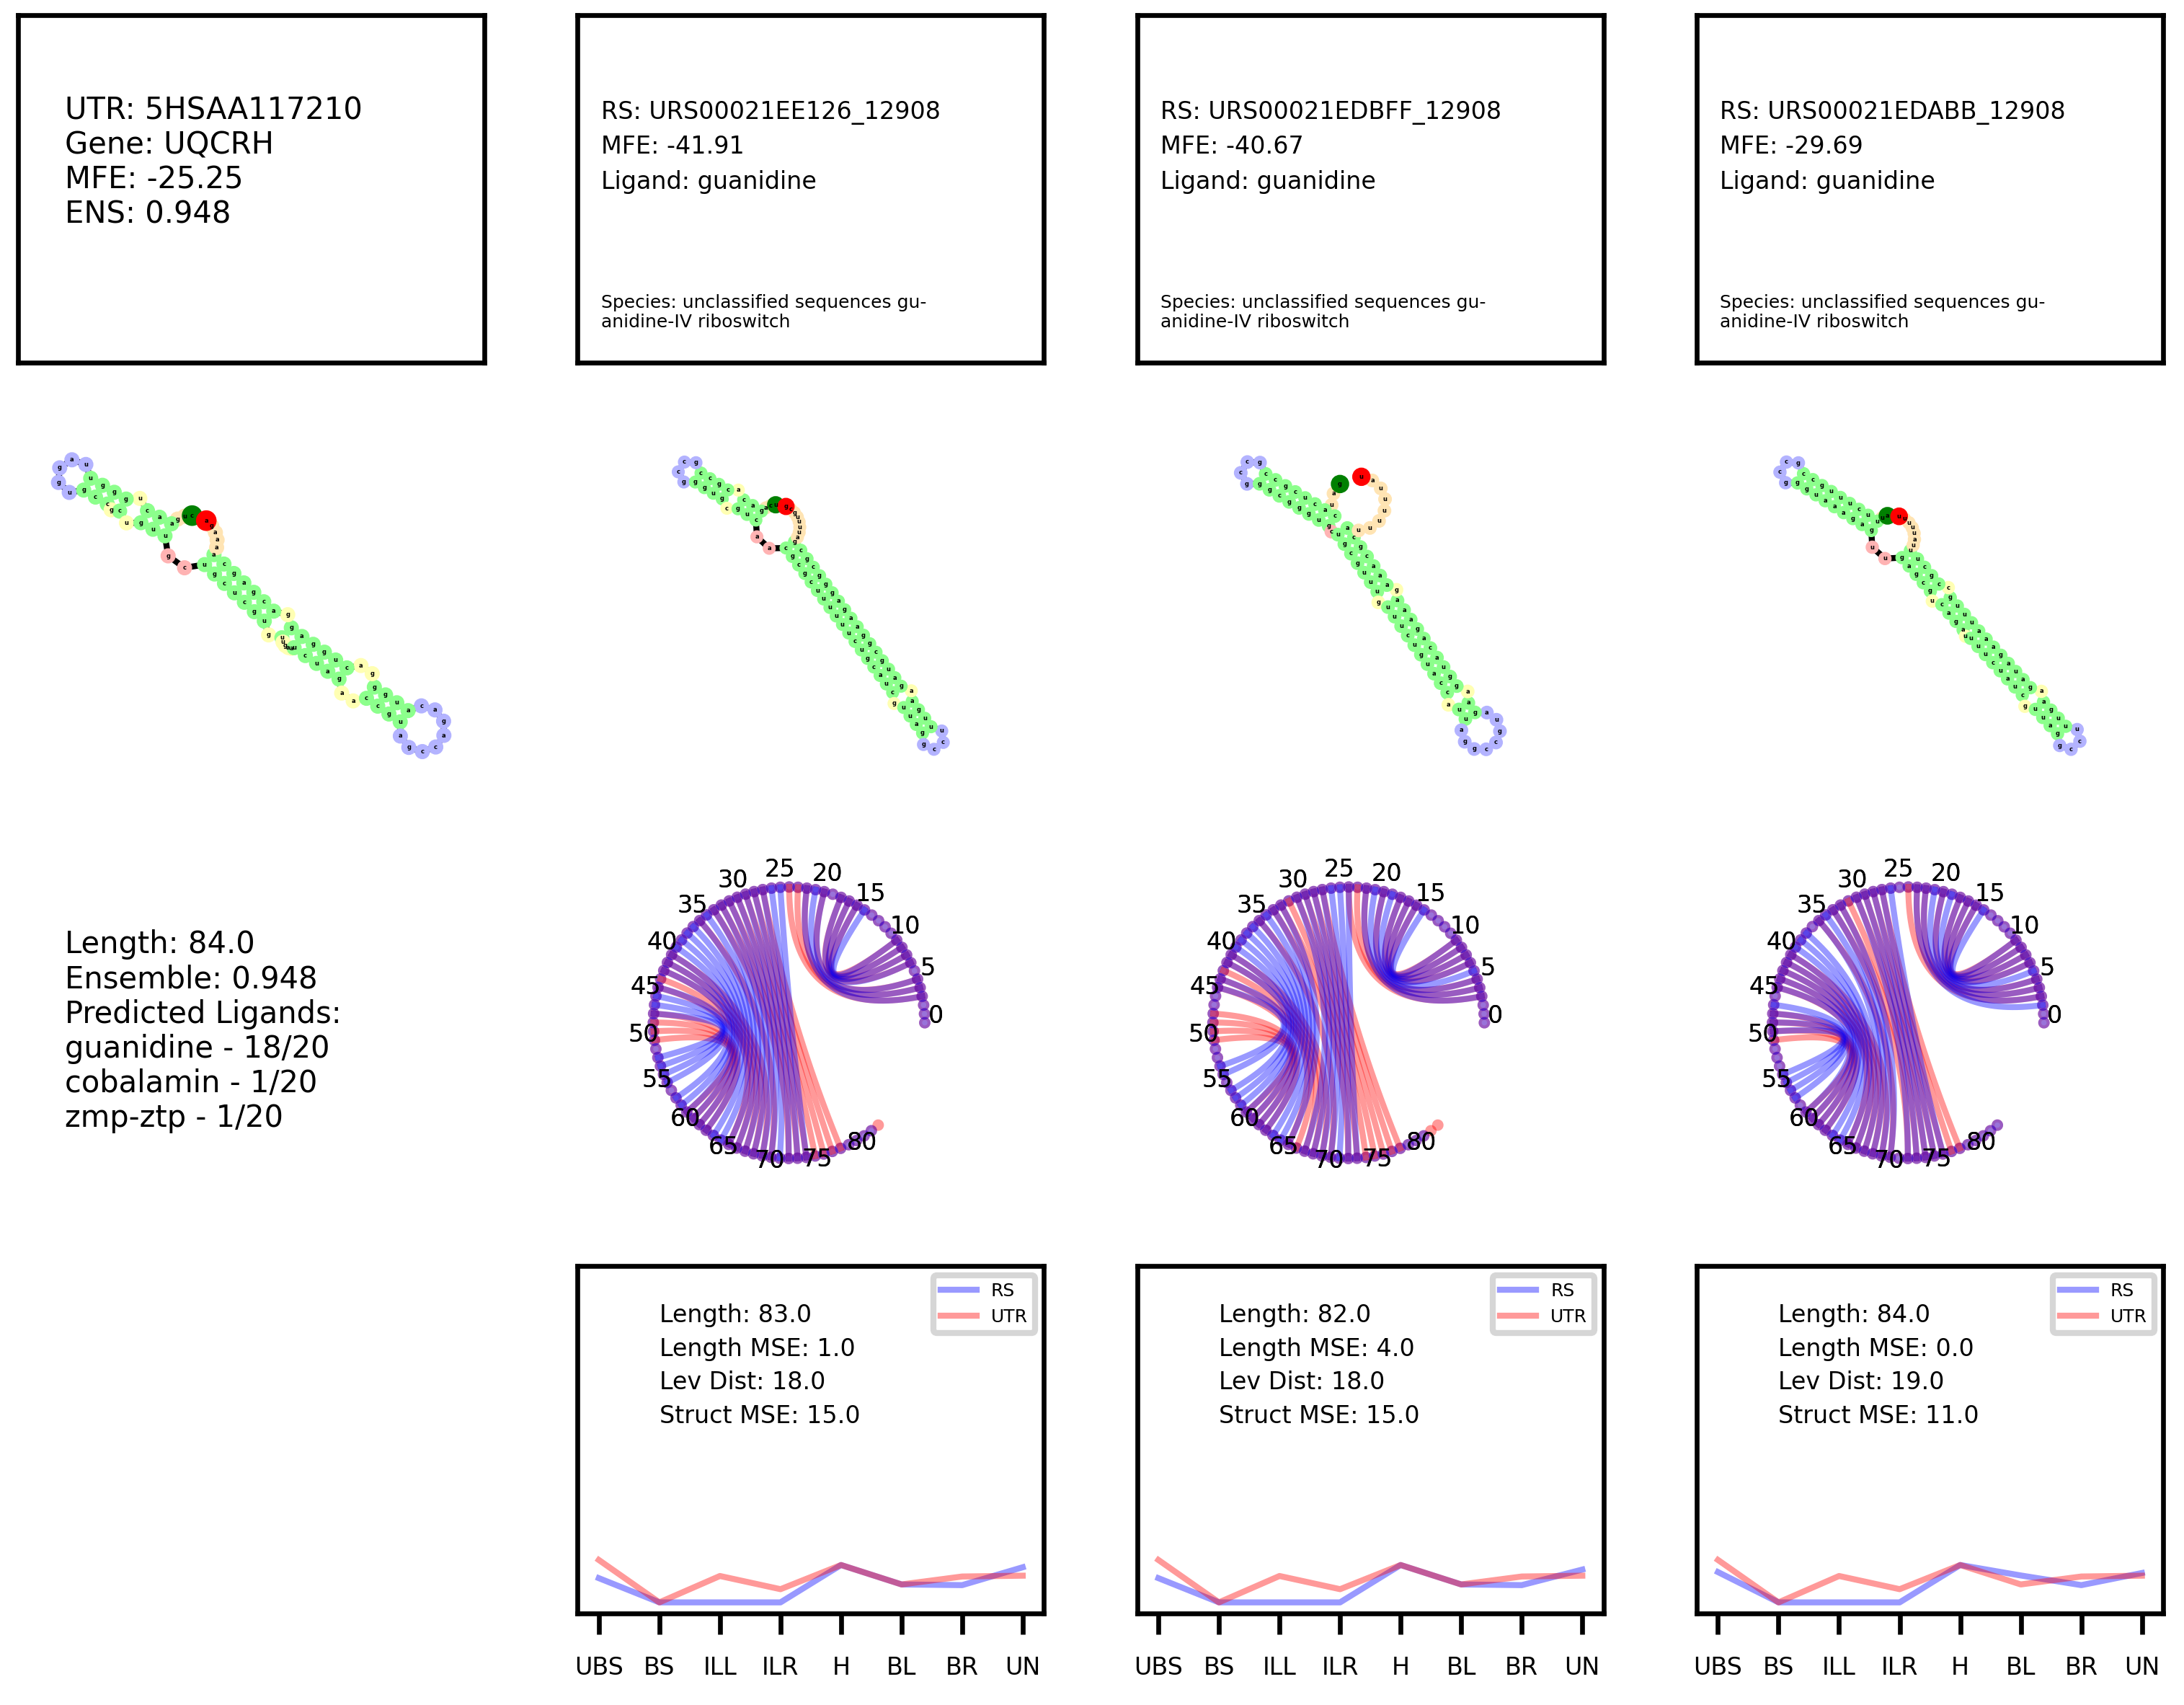 UTR: 5HSAA117210
Gene: UQCRH
MFE: -25.25
ENS: 0.948
RS: URS00021EE126_12908
MFE: -41.91
Ligand: guanidine
Species: unclassified sequences gu-
anidine-IV riboswitch
RS: URS00021EDBFF_12908
MFE: -40.67
Ligand: guanidine
Species: unclassified sequences gu-
anidine-IV riboswitch
RS: URS00021EDABB_12908
MFE: -29.69
Ligand: guanidine
Species: unclassified sequences gu-
anidine-IV riboswitch
Length: 84.0
Ensemble: 0.948
Predicted Ligands:
guanidine - 18/20
cobalamin - 1/20
zmp-ztp - 1/20
0 5 10 15 20 25 30 35 40 45 50 55 60 65 70 75 80
0 5 10 15 20 25 30 35 40 45 50 55 60 65 70 75 80
0 5 10 15 20 25 30 35 40 45 50 55 60 65 70 75 80
RS
UTR
Length: 83.0
Length MSE: 1.0
Lev Dist: 18.0
Struct MSE: 15.0
UBS BS ILL ILR H BL BR UN
RS
UTR
Length: 82.0
Length MSE: 4.0
Lev Dist: 18.0
Struct MSE: 15.0
UBS BS ILL ILR H BL BR UN
RS
UTR
Length: 84.0
Length MSE: 0.0
Lev Dist: 19.0
Struct MSE: 11.0
UBS BS ILL ILR H BL BR UN